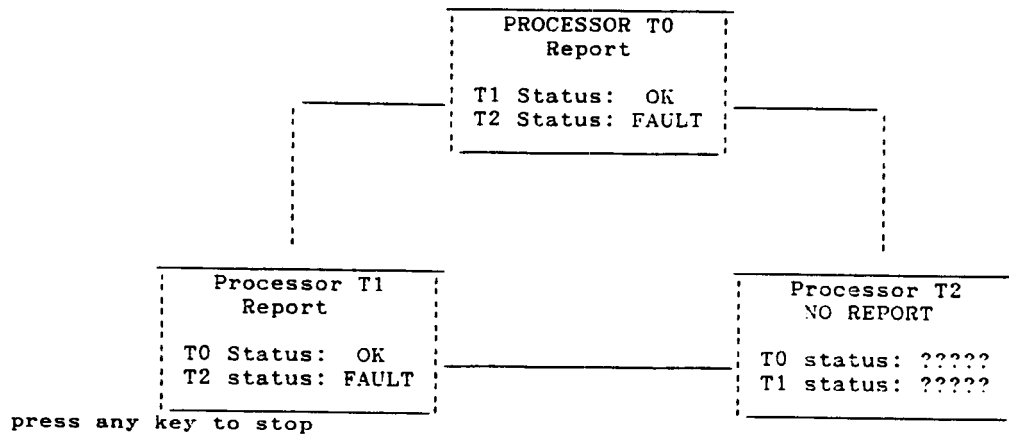 PROCESSOR T0
Report
T1 Status: OK
T2 Status: FAULT
Processor T1
Report
T0 Status: OK
T2 status: FAULT
Processor T2
NO REPORT
T0 status: ?????
T1 status: ?????
press any key to stop